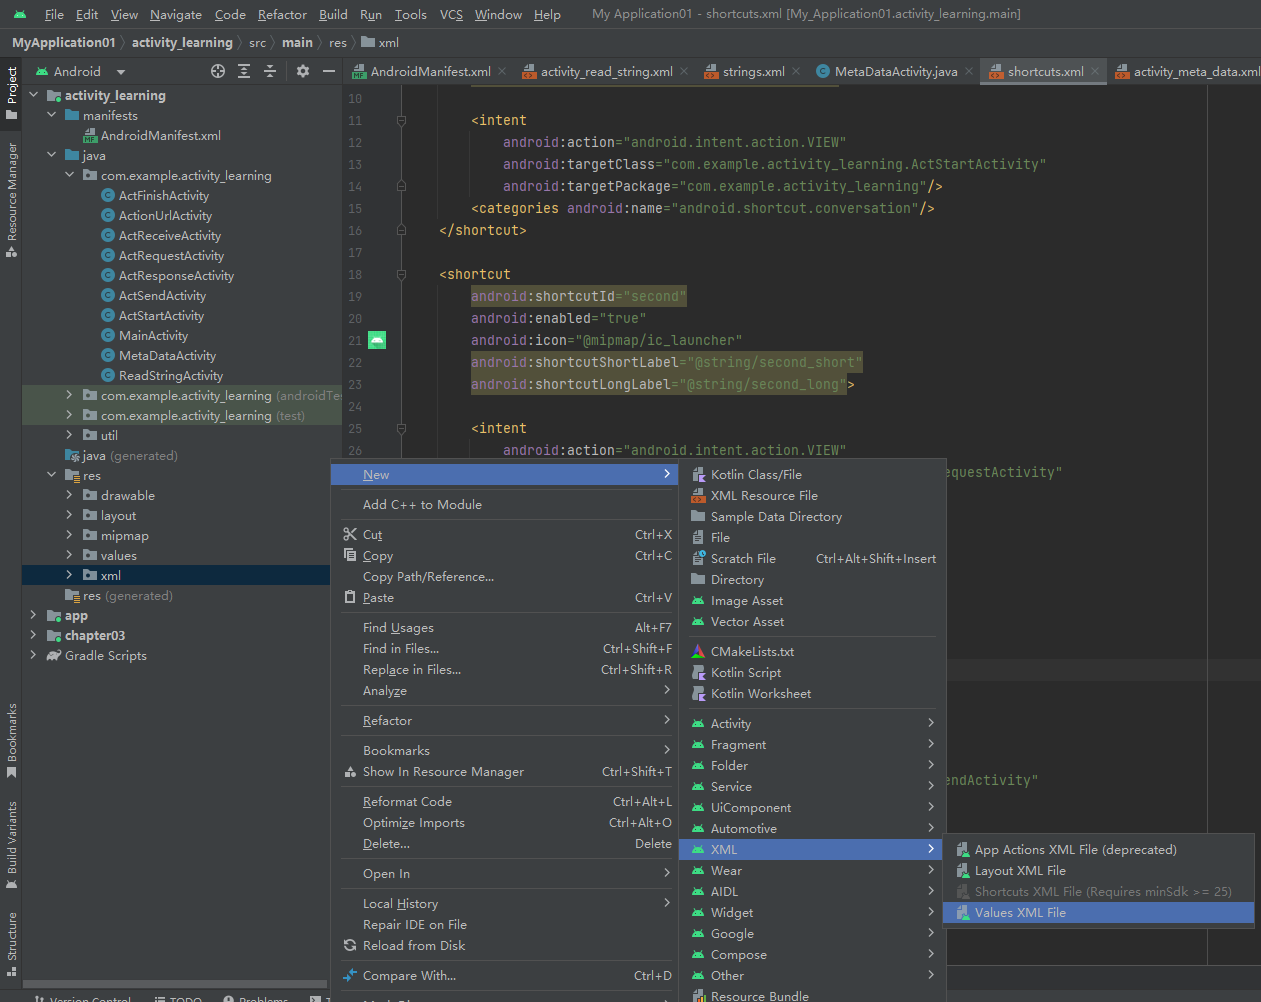 File Edit View Navigate Code Refactor Build Run Tools VCS Window Help My Application01 - shortcuts.xml [My_Application01.activity_learning.main]
MyApplication01 activity_learning src main res xml
Project
Resource Manager
Bookmarks
Build Variants
Structure
Android
activity_learning
manifests
AndroidManifest.xml
java
com.example.activity_learning
ActFinishActivity
ActionUrlActivity
ActReceiveActivity
ActRequestActivity
ActResponseActivity
ActSendActivity
ActStartActivity
MainActivity
MetaDataActivity
ReadStringActivity
com.example.activity_learning (androidTe
com.example.activity_learning (test)
util
java (generated)
res
drawable
layout
mipmap
values
xml
res (generated)
app
chapter03
Gradle Scripts
AndroidManifest.xml activity_read_string.xml strings.xml MetaDataActivity.java shortcuts.xml activity_meta_data.xml
10
11 <intent
12 android:action="android.intent.action.VIEW"
13 android:targetClass="com.example.activity_learning.ActStartActivity"
14 android:targetPackage="com.example.activity_learning"/>
15 <categories android:name="android.shortcut.conversation"/>
16 </shortcut>
17
18 <shortcut
19 android:shortcutId="second"
20 android:enabled="true"
21 android:icon="@mipmap/ic_launcher"
22 android:shortcutShortLabel="@string/second_short"
23 android:shortcutLongLabel="@string/second_long">
24
25 <intent
26 android:action="android.intent.action.VIEW"
equestActivity"
endActivity"
New
Add C++ to Module
Cut Ctrl+X
Copy Ctrl+C
Copy Path/Reference...
Paste Ctrl+V
Find Usages Alt+F7
Find in Files... Ctrl+Shift+F
Replace in Files... Ctrl+Shift+R
Analyze
Refactor
Bookmarks
Show In Resource Manager Ctrl+Shift+T
Reformat Code Ctrl+Alt+L
Optimize Imports Ctrl+Alt+O
Delete... Delete
Open In
Local History
Repair IDE on File
Reload from Disk
Compare With... Ctrl+D
Kotlin Class/File
XML Resource File
Sample Data Directory
File
Scratch File Ctrl+Alt+Shift+Insert
Directory
Image Asset
Vector Asset
CMakeLists.txt
Kotlin Script
Kotlin Worksheet
Activity
Fragment
Folder
Service
UiComponent
Automotive
XML
Wear
AIDL
Widget
Google
Compose
Other
Resource Bundle
App Actions XML File (deprecated)
Layout XML File
Shortcuts XML File (Requires minSdk >= 25)
Values XML File
Version Control TODO Problems